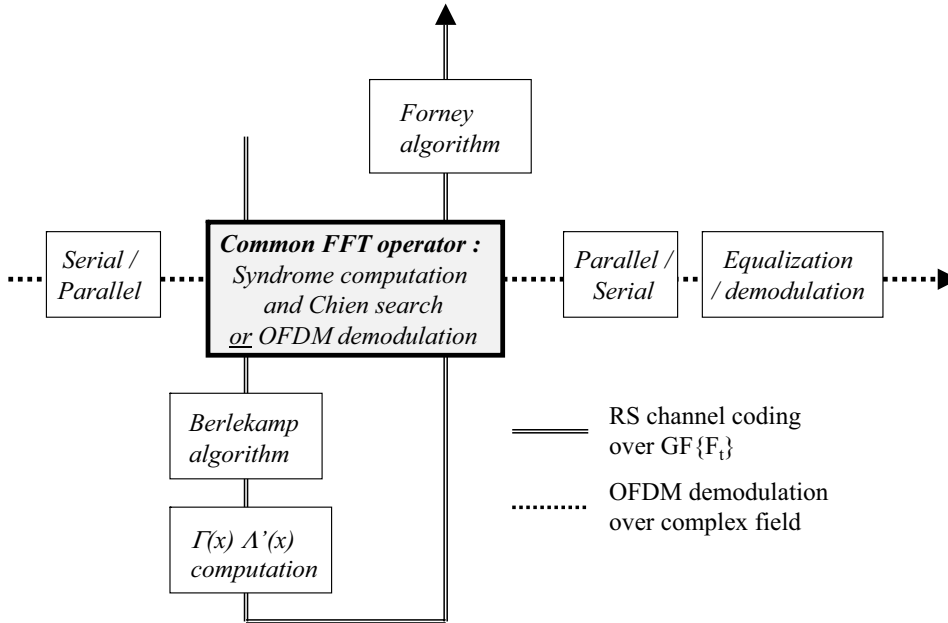 Forney
algorithm
Serial /
Parallel
Common FFT operator :
Syndrome computation
and Chien search
or OFDM demodulation
Parallel /
Serial
Equalization
/ demodulation
Berlekamp
algorithm
Γ(x) Λ’(x)
computation
RS channel coding
over GF{Fₜ}
OFDM demodulation
over complex field